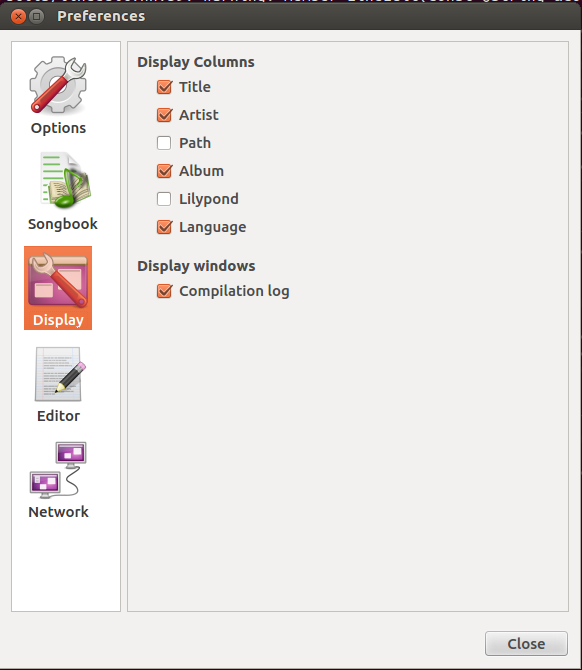 Preferences
Options
Songbook
Display
Editor
Network
Display Columns
Title
Artist
Path
Album
Lilypond
Language
Display windows
Compilation log
Close